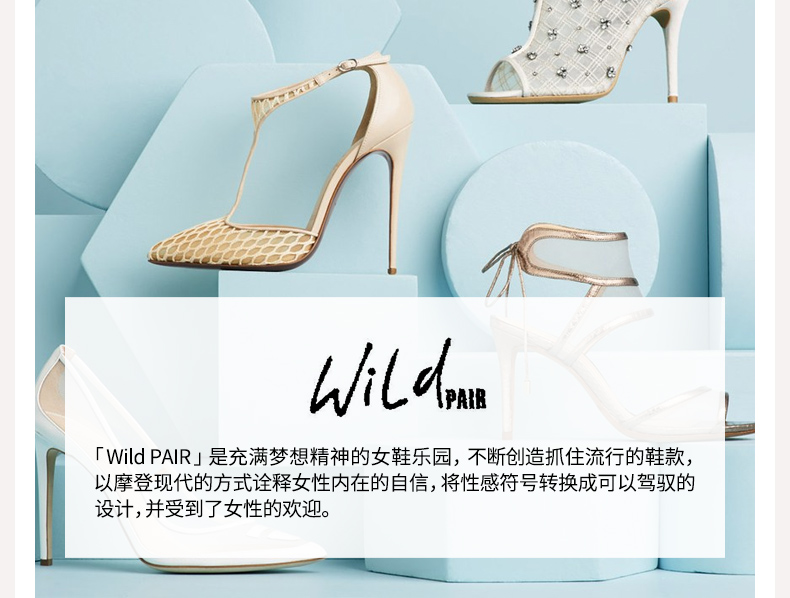 Wild PAIR
「Wild PAIR」是充满梦想精神的女鞋乐园，不断创造抓住流行的鞋款，
以摩登现代的方式诠释女性内在的自信，将性感符号转换成可以驾驭的
设计，并受到了女性的欢迎。